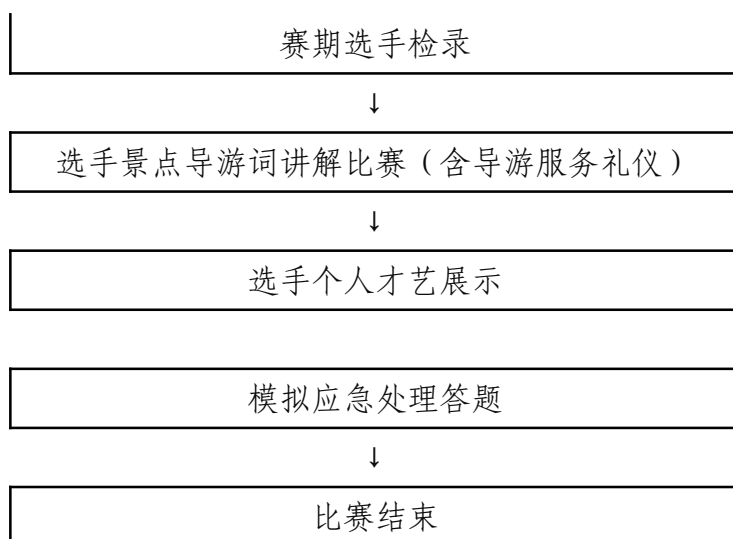 赛期选手检录
↓
选手景点导游词讲解比赛（含导游服务礼仪）
↓
选手个人才艺展示
模拟应急处理答题
↓
比赛结束